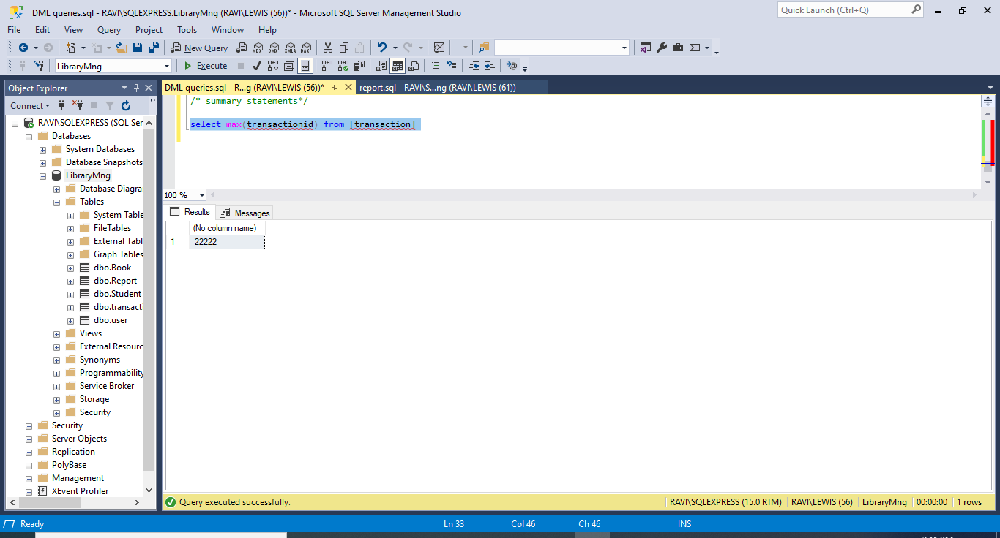 DML queries.sql - RAVI\SQLEXPRESS.LibraryMng (RAVI\LEWIS (56))* - Microsoft SQL Server Management Studio
Quick Launch (Ctrl+Q)
File Edit View Query Project Tools Window Help
New Query MDX DMX XMLA DAX
LibraryMng Execute
Object Explorer
DML queries.sql - R...g (RAVI\LEWIS (56))* report.sql - RAVI\S...ng (RAVI\LEWIS (61))
Connect
/* summary statements*/
select max(transactionid) from [transaction]
RAVI\SQLEXPRESS (SQL Ser
Databases
System Databases
Database Snapshots
LibraryMng
Database Diagra
Tables
System Table
FileTables
External Tabl
Graph Tables
dbo.Book
dbo.Report
dbo.Student
dbo.transact
dbo.user
Views
External Resourc
Synonyms
Programmability
Service Broker
Storage
Security
Security
Server Objects
Replication
PolyBase
Management
XEvent Profiler
100 %
Results Messages
(No column name)
1 22222
Query executed successfully.
RAVI\SQLEXPRESS (15.0 RTM) RAVI\LEWIS (56) LibraryMng 00:00:00 1 rows
Ready Ln 33 Col 46 Ch 46 INS